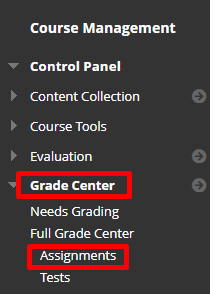 Course Management
Control Panel
Content Collection
Course Tools
Evaluation
Grade Center
Needs Grading
Full Grade Center
Assignments
Tests